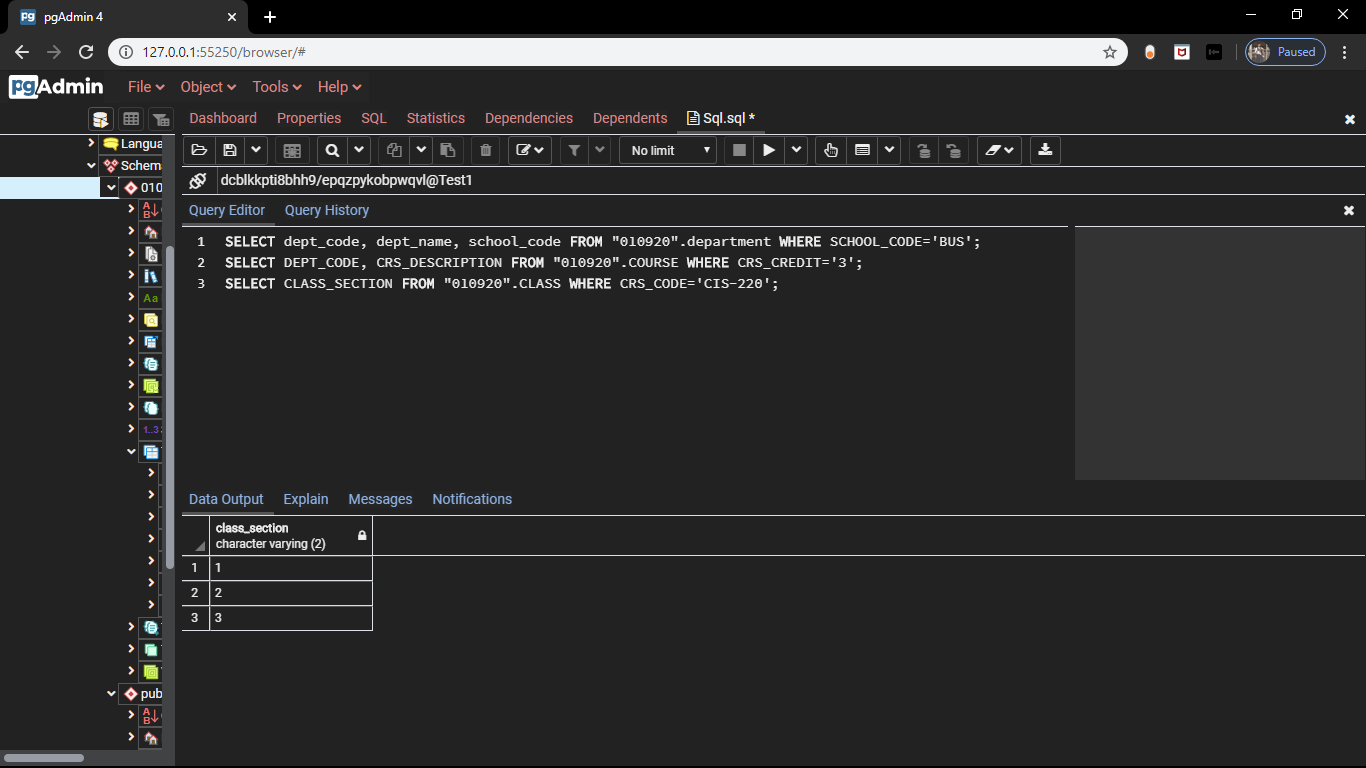 pgAdmin 4
127.0.0.1:55250/browser/#
Paused
pgAdmin
File Object Tools Help
Dashboard Properties SQL Statistics Dependencies Dependents Sql.sql *
No limit
dcblkkpti8bhh9/epqzpykobpwqvl@Test1
Query Editor Query History
1 SELECT dept_code, dept_name, school_code FROM "010920".department WHERE SCHOOL_CODE='BUS';
2 SELECT DEPT_CODE, CRS_DESCRIPTION FROM "010920".COURSE WHERE CRS_CREDIT='3';
3 SELECT CLASS_SECTION FROM "010920".CLASS WHERE CRS_CODE='CIS-220';
Langua
Schem
010
Aa
1..3
pub
Data Output Explain Messages Notifications
class_section
character varying (2)
1 1
2 2
3 3